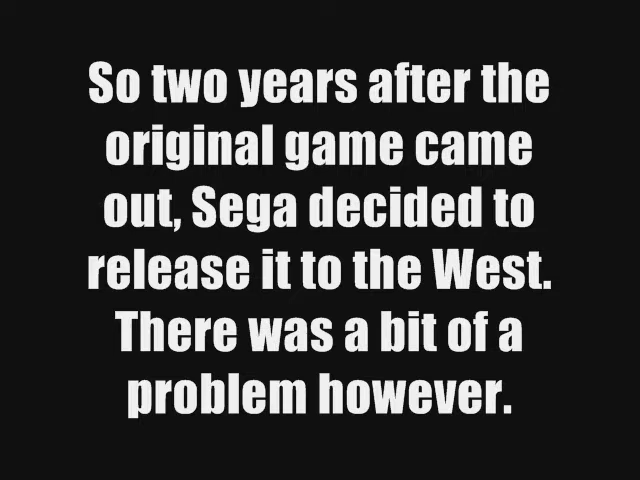 So two years after the
original game came
out, Sega decided to
release it to the West.
There was a bit of a
problem however.